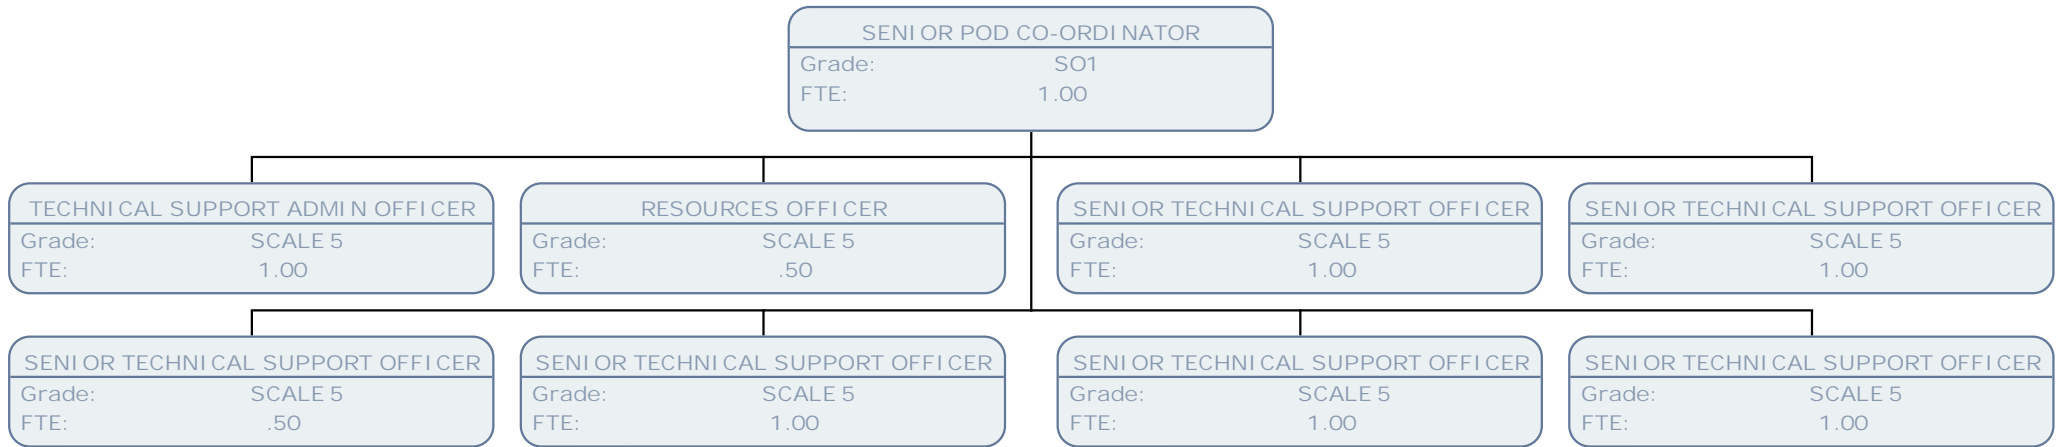 SENIOR POD CO-ORDINATOR
Grade: SO1
FTE: 1.00
TECHNICAL SUPPORT ADMIN OFFICER
Grade: SCALE 5
FTE: 1.00
RESOURCES OFFICER
Grade: SCALE 5
FTE: .50
SENIOR TECHNICAL SUPPORT OFFICER
Grade: SCALE 5
FTE: 1.00
SENIOR TECHNICAL SUPPORT OFFICER
Grade: SCALE 5
FTE: 1.00
SENIOR TECHNICAL SUPPORT OFFICER
Grade: SCALE 5
FTE: .50
SENIOR TECHNICAL SUPPORT OFFICER
Grade: SCALE 5
FTE: 1.00
SENIOR TECHNICAL SUPPORT OFFICER
Grade: SCALE 5
FTE: 1.00
SENIOR TECHNICAL SUPPORT OFFICER
Grade: SCALE 5
FTE: 1.00